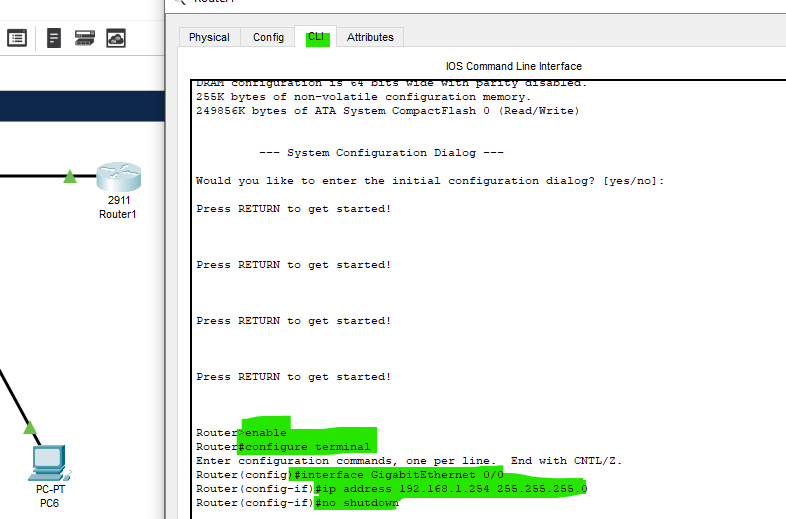 Router1
Physical
Config
CLI
Attributes
IOS Command Line Interface
DRAM configuration is 64 bits wide with parity disabled.
255K bytes of non-volatile configuration memory.
249856K bytes of ATA System CompactFlash 0 (Read/Write)
--- System Configuration Dialog ---
Would you like to enter the initial configuration dialog? [yes/no]:
Press RETURN to get started!
Press RETURN to get started!
Press RETURN to get started!
Press RETURN to get started!
Router>enable
Router#configure terminal
Enter configuration commands, one per line.  End with CNTL/Z.
Router(config)#interface GigabitEthernet 0/0
Router(config-if)#ip address 192.168.1.254 255.255.255.0
Router(config-if)#no shutdown
2911
Router1
PC-PT
PC6